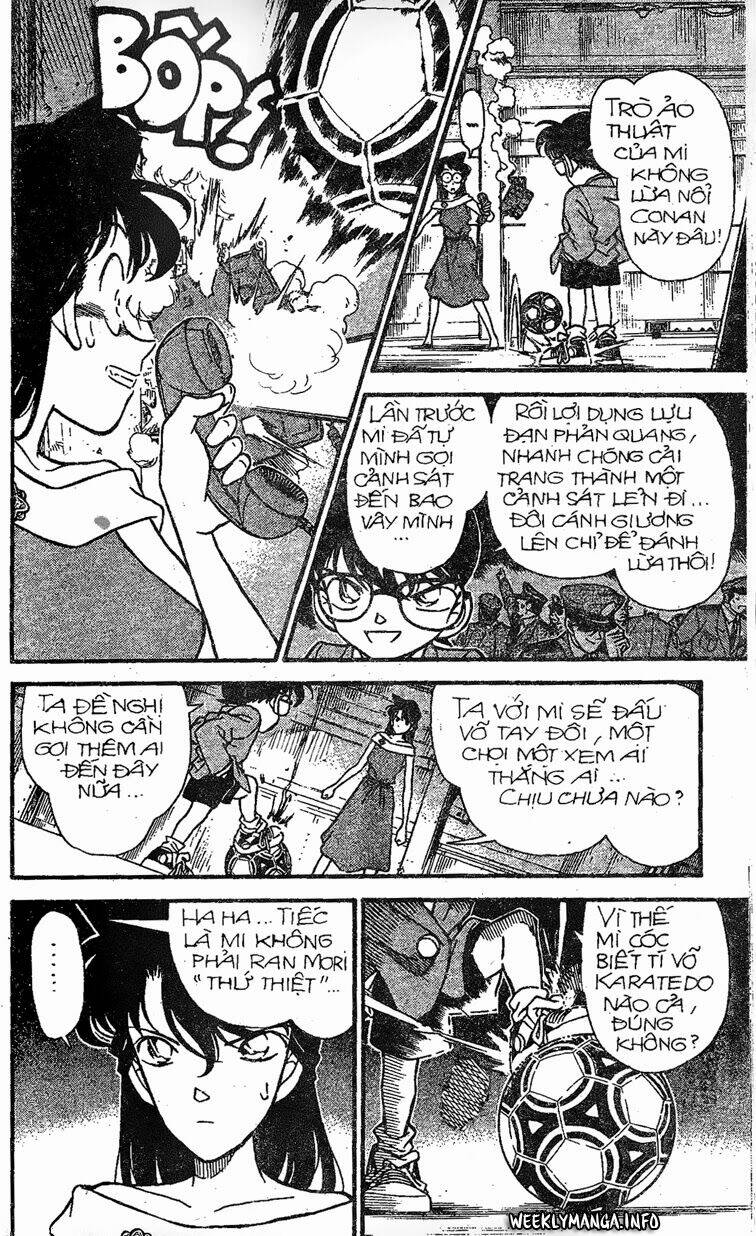 BỐP!
TRÒ ẢO
THUẬT
CỦA MI
KHÔNG
LỪA NỔI
CONAN
NÀY ĐÂU!
LẦN TRƯỚC
MI ĐÃ TỰ
MÌNH GỌI
CẢNH SÁT
ĐẾN BAO
VÂY MÌNH
...
RỒI LỢI DỤNG LỰU
ĐẠN PHẢN QUANG,
NHANH CHÓNG CẢI
TRANG THÀNH MỘT
CẢNH SÁT LẺN ĐI...
ĐÔI CÁNH GIƯƠNG
LÊN CHỈ ĐỂ ĐÁNH
LỪA THÔI!
TA ĐỀ NGHỊ
KHÔNG CẦN
GỌI THÊM AI
ĐẾN ĐÂY
NỮA ...
TA VỚI MI SẼ ĐẤU
VÕ TAY ĐÔI, MỘT
CHỌI MỘT XEM AI
THẮNG AI ...
CHỊU CHƯA NÀO?
......
HA HA... TIẾC
LÀ MI KHÔNG
PHẢI RAN MORI
"THỨ THIỆT"...
VÌ THẾ
MI CÓC
BIẾT TÍ VÕ
KARATEDO
NÀO CẢ,
ĐÚNG
KHÔNG?
WEEKLYMANGA.INFO